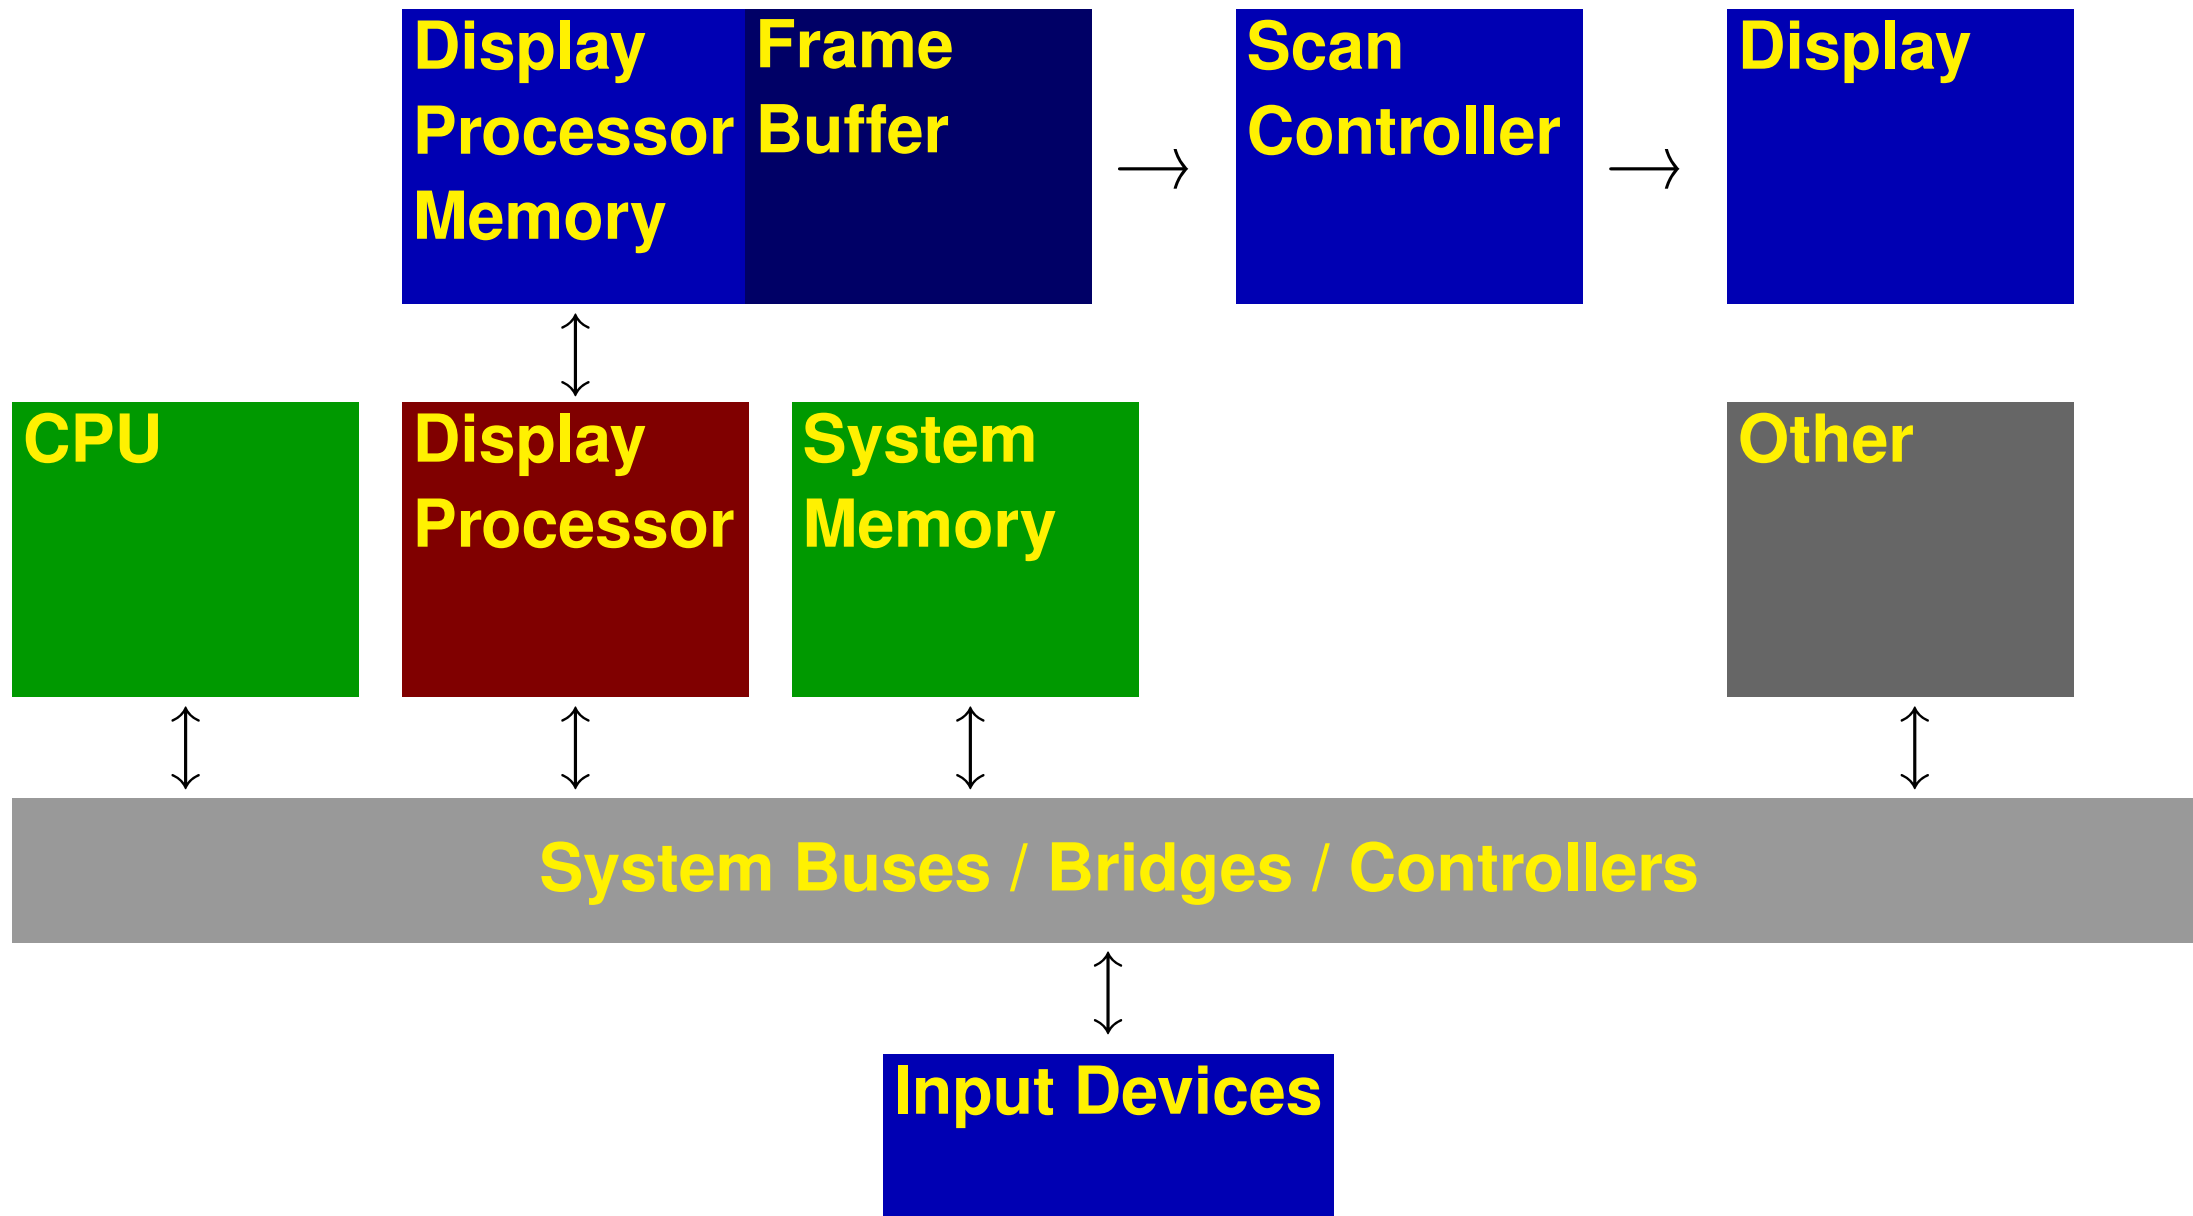 Display
Processor
Memory
Frame
Buffer
Scan
Controller
Display
CPU
Display
Processor
System
Memory
Other
System Buses / Bridges / Controllers
Input Devices